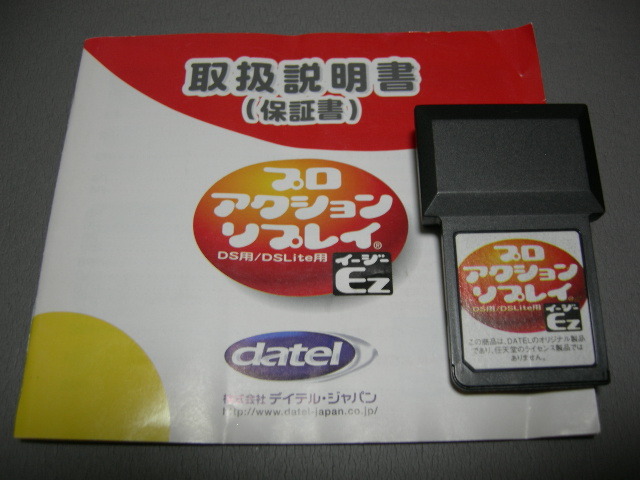 取扱説明書
(保証書)
プロ
アクション
リプレイ®
DS用/DSLite用
イージー
Ez
datel
株式会社 デイテル・ジャパン
http://www.datel-japan.co.jp/
プロ
アクション
リプレイ®
DS用/DSLite用
イージー
Ez
この商品は、DATELのオリジナル製品
であり、任天堂のライセンス製品では
ありません。